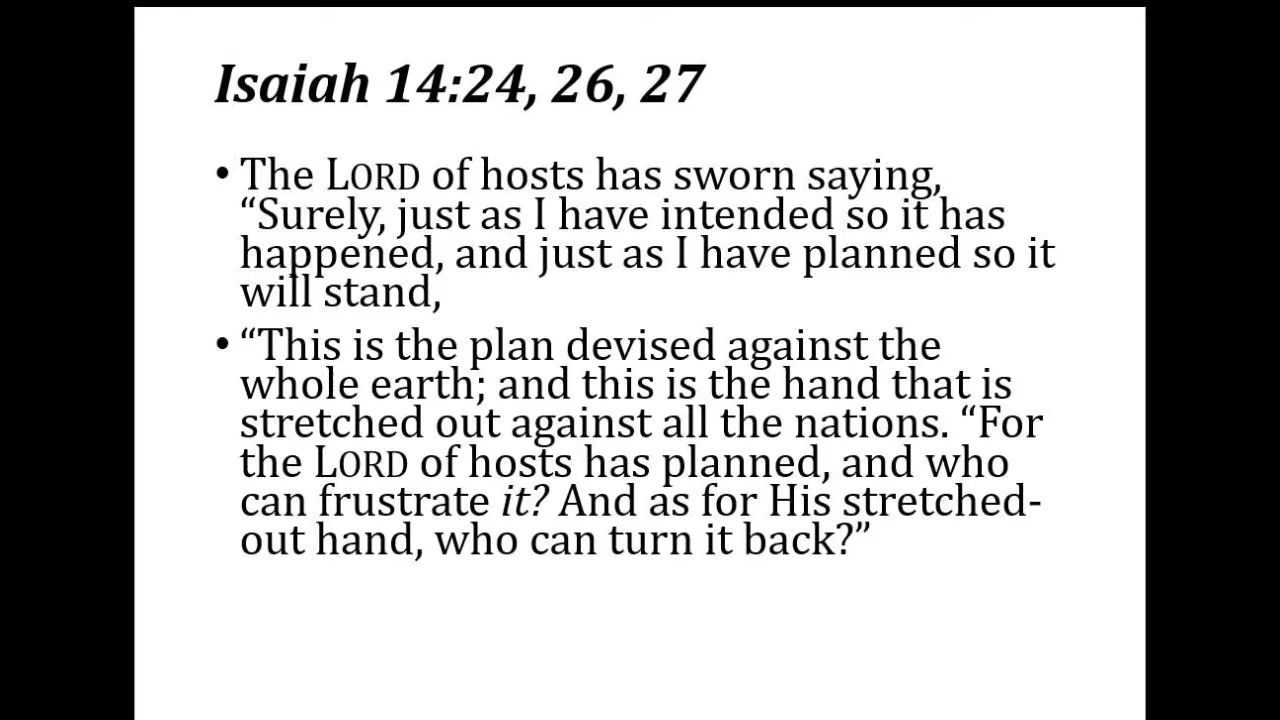 Isaiah 14:24, 26, 27
• The LORD of hosts has sworn saying,
“Surely, just as I have intended so it has
happened, and just as I have planned so it
will stand,
• “This is the plan devised against the
whole earth; and this is the hand that is
stretched out against all the nations. “For
the LORD of hosts has planned, and who
can frustrate it? And as for His stretched-
out hand, who can turn it back?”